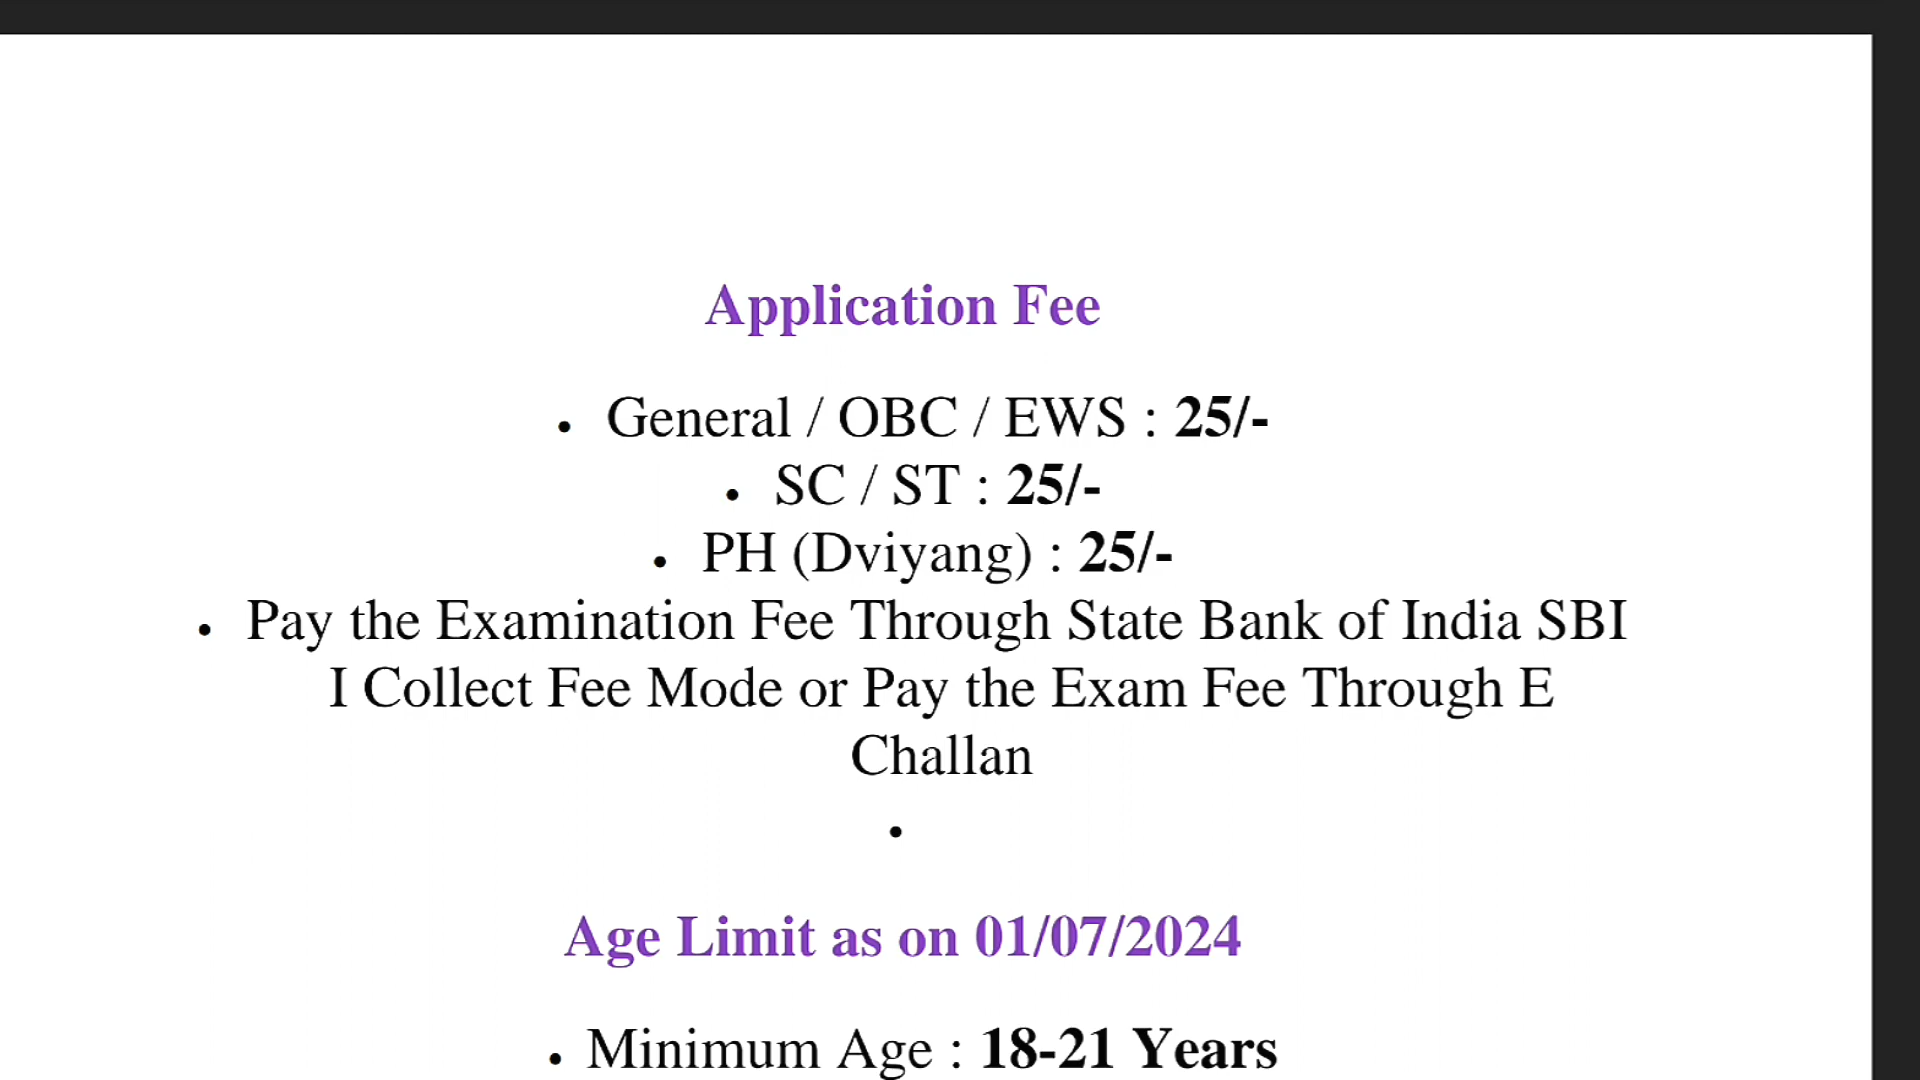 Application Fee
• General / OBC / EWS : 25/-
• SC / ST : 25/-
• PH (Dviyang) : 25/-
• Pay the Examination Fee Through State Bank of India SBI
I Collect Fee Mode or Pay the Exam Fee Through E
Challan
•
Age Limit as on 01/07/2024
• Minimum Age : 18-21 Years